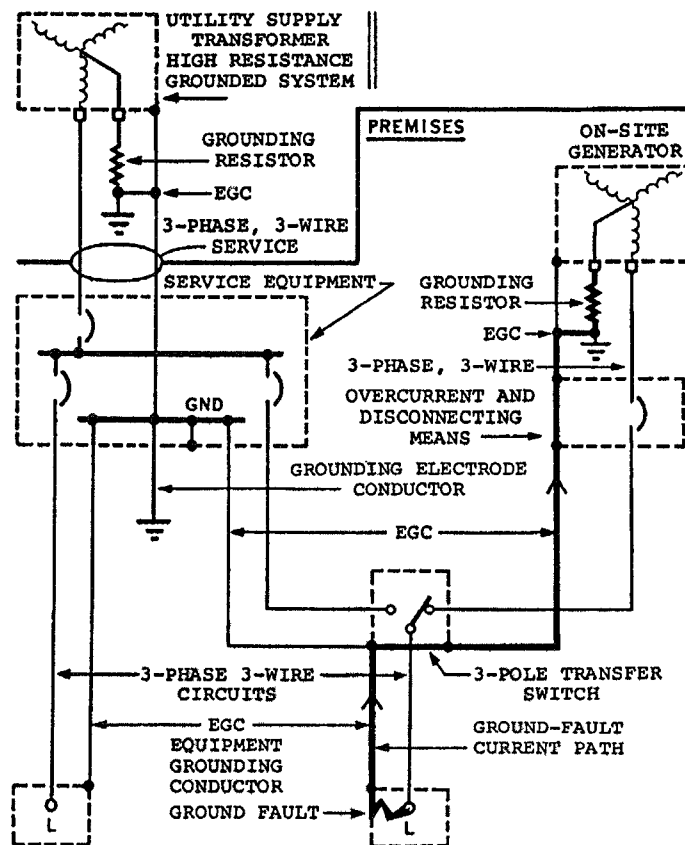 UTILITY SUPPLY
TRANSFORMER
HIGH RESISTANCE
GROUNDED SYSTEM
PREMISES
ON-SITE
GENERATOR
GROUNDING
RESISTOR
EGC
3-PHASE, 3-WIRE
SERVICE
SERVICE EQUIPMENT
GROUNDING
RESISTOR
EGC
3-PHASE, 3-WIRE
OVERCURRENT AND
DISCONNECTING
MEANS
GND
GROUNDING ELECTRODE
CONDUCTOR
EGC
3-PHASE 3-WIRE
CIRCUITS
3-POLE TRANSFER
SWITCH
EGC
EQUIPMENT
GROUNDING
CONDUCTOR
GROUND-FAULT
CURRENT PATH
GROUND FAULT
L
L